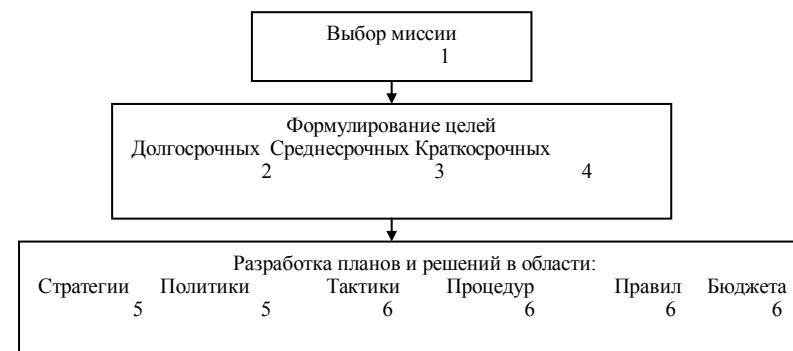 Выбор миссии
1
Формулирование целей
Долгосрочных Среднесрочных Краткосрочных
2 3 4
Разработка планов и решений в области:
Стратегии Политики Тактики Процедур Правил Бюджета
5 5 6 6 6 6